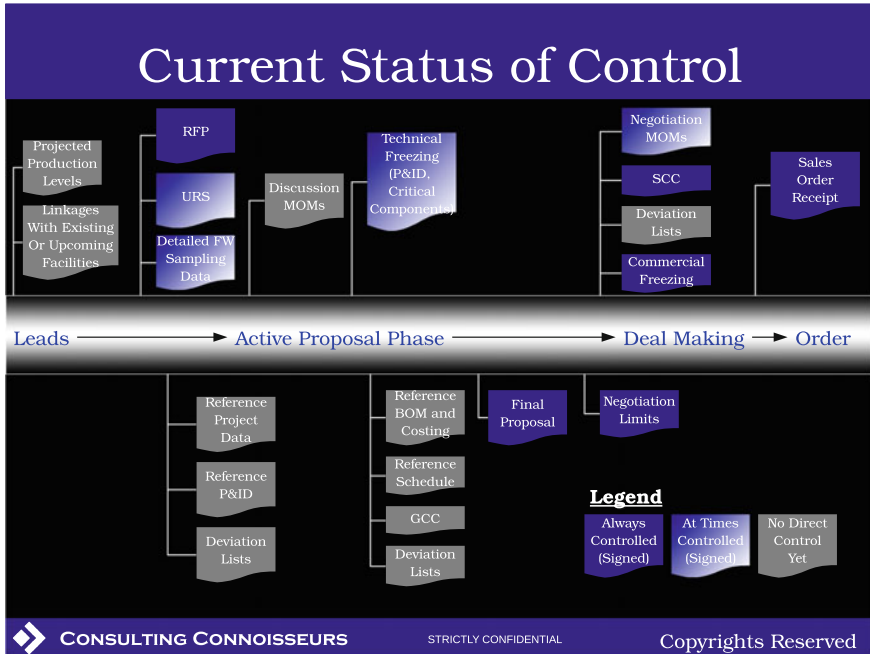 Current Status of Control
Projected
Production
Levels
Linkages
With Existing
Or Upcoming
Facilities
RFP
URS
Detailed FW
Sampling
Data
Discussion
MOMs
Technical
Freezing
(P&ID,
Critical
Components)
Negotiation
MOMs
SCC
Deviation
Lists
Commercial
Freezing
Sales
Order
Receipt
Leads
Active Proposal Phase
Deal Making
Order
Reference
Project
Data
Reference
P&ID
Deviation
Lists
Reference
BOM and
Costing
Reference
Schedule
GCC
Deviation
Lists
Final
Proposal
Negotiation
Limits
Legend
Always
Controlled
(Signed)
At Times
Controlled
(Signed)
No Direct
Control
Yet
CONSULTING CONNOISSEURS
STRICTLY CONFIDENTIAL
Copyrights Reserved